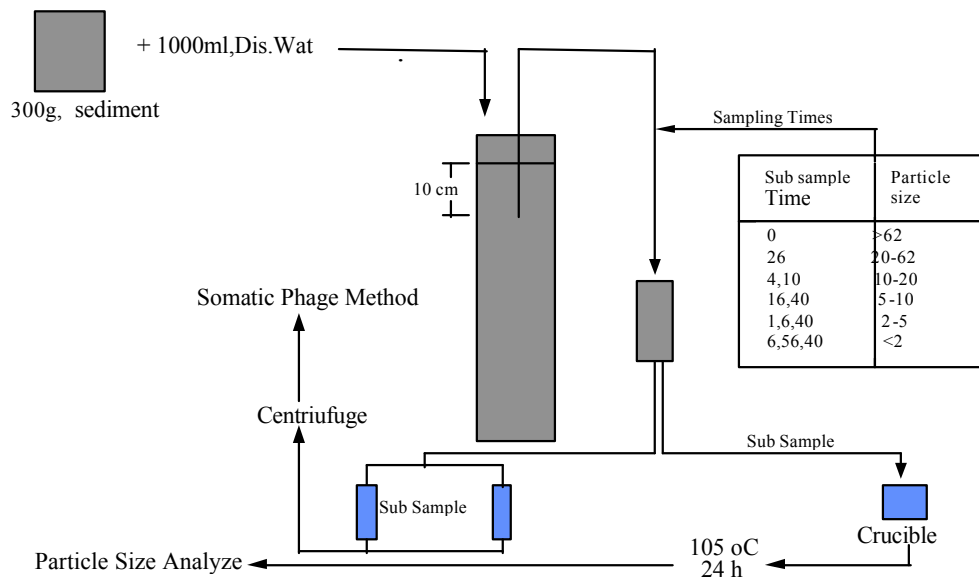 + 1000ml,Dis.Wat
300g, sediment
Sampling Times
10 cm
Sub sample Time
Particle size
0 >62
26 20-62
4,10 10-20
16,40 5-10
1,6,40 2-5
6,56,40 <2
Somatic Phage Method
Centriufuge
Sub Sample
Sub Sample
Crucible
105 oC
24 h
Particle Size Analyze